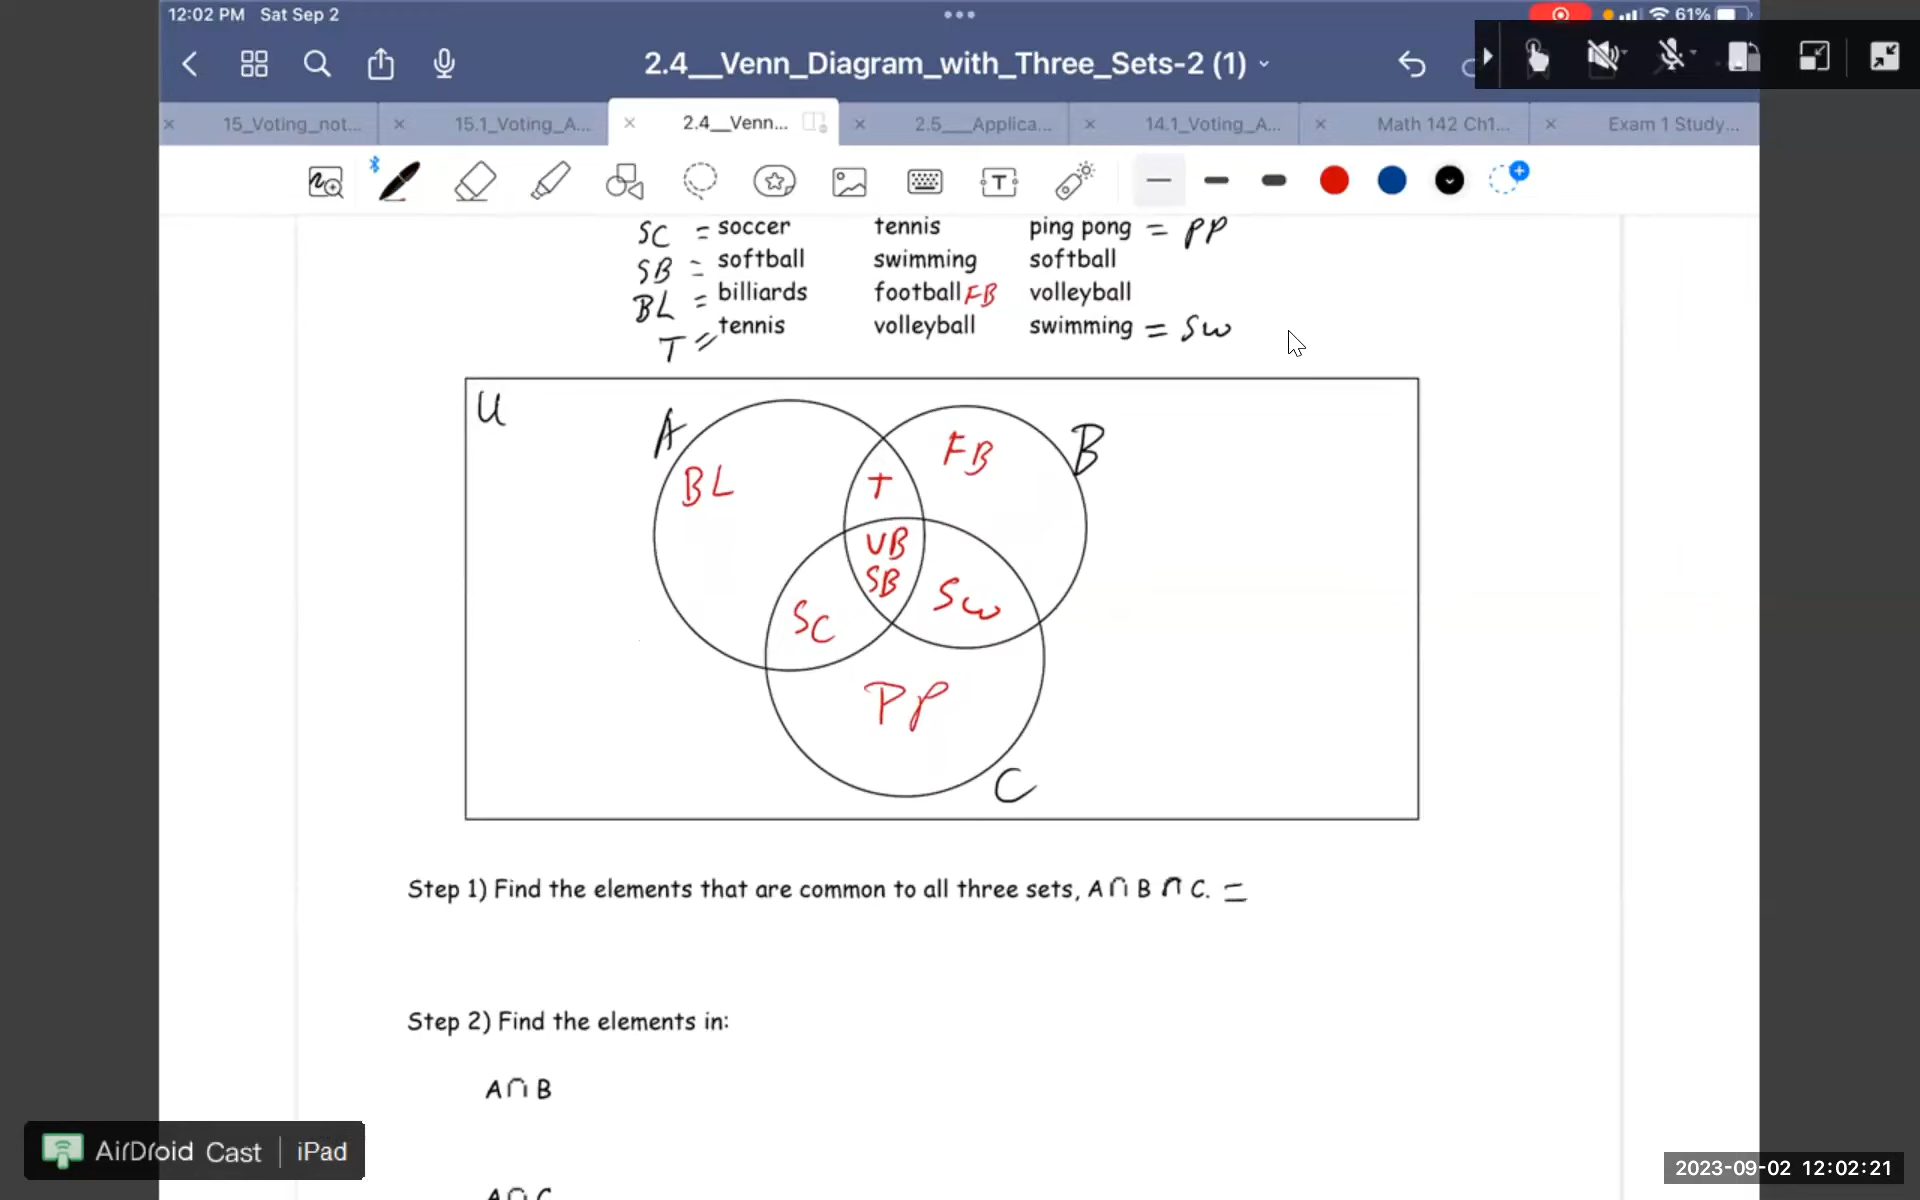 12:02 PM Sat Sep 2
61%
2.4__Venn_Diagram_with_Three_Sets-2 (1)
15_Voting_not... 15.1_Voting_A... 2.4__Venn... 2.5___Applica... 14.1_Voting_A... Math 142 Ch1... Exam 1 Study...
SC = soccer tennis ping pong = PP
SB = softball swimming softball
BL = billiards football FB volleyball
T = tennis volleyball swimming = SW
U
A
B
BL
T
FB
VB
SB
SW
SC
PP
C
Step 1) Find the elements that are common to all three sets, A∩ B ∩ C. =
Step 2) Find the elements in:
A∩ B
A∩ C
AirDroid Cast | iPad
2023-09-02 12:02:21